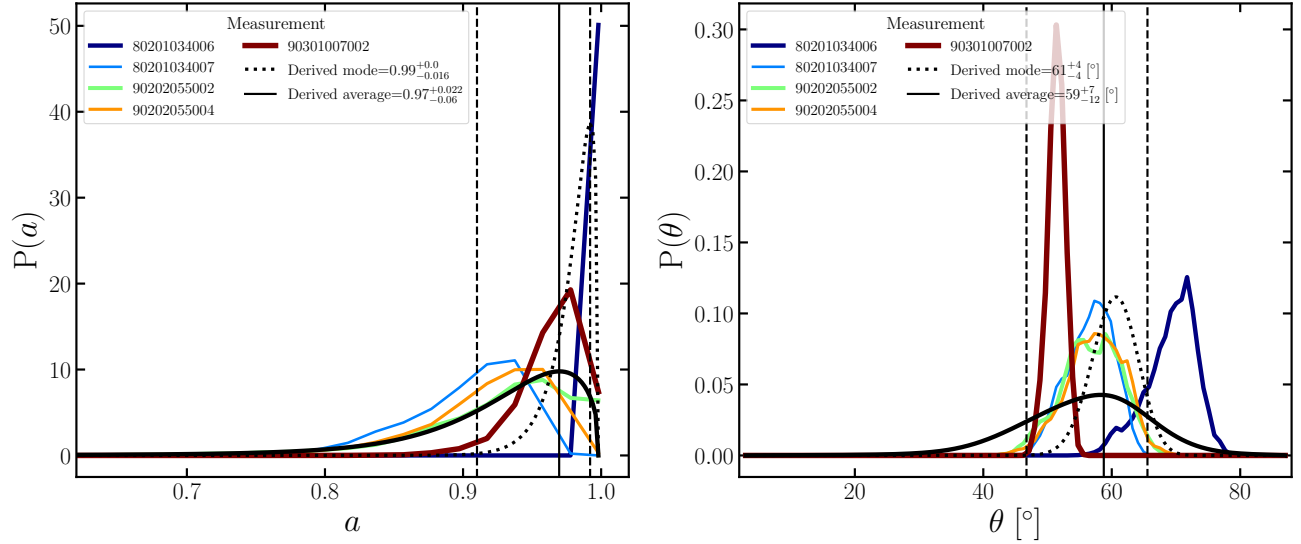 Measurement
80201034006
80201034007
90202055002
90202055004
90301007002
Derived mode=0.99^{+0.0}_{-0.016}
Derived average=0.97^{+0.022}_{-0.06}
P(a)
50
40
30
20
10
0
0.7 0.8 0.9 1.0
a
Measurement
80201034006
80201034007
90202055002
90202055004
90301007002
Derived mode=61^{+4}_{-4} [°]
Derived average=59^{+7}_{-12} [°]
P(θ)
0.30
0.25
0.20
0.15
0.10
0.05
0.00
20 40 60 80
θ [°]